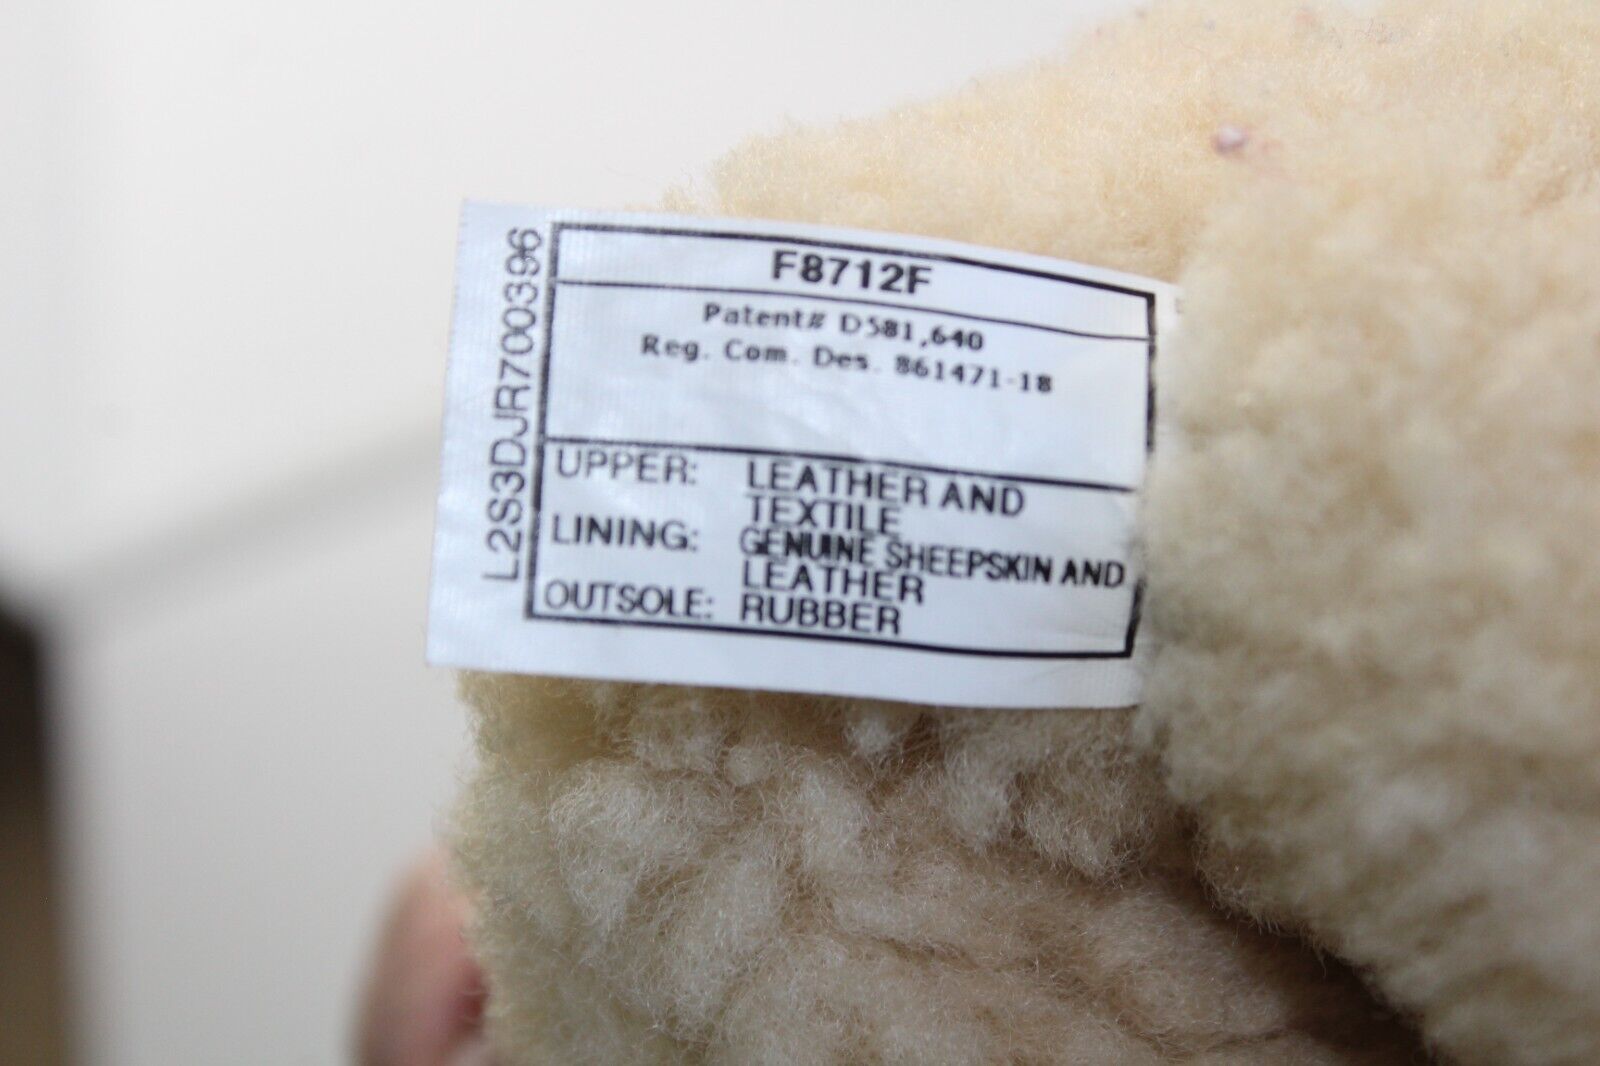 L2S3DJR700396
F8712F
Patent# D581,640
Reg. Com. Des. 861471-18
UPPER: LEATHER AND
TEXTILE
LINING: GENUINE SHEEPSKIN AND
LEATHER
OUTSOLE: RUBBER